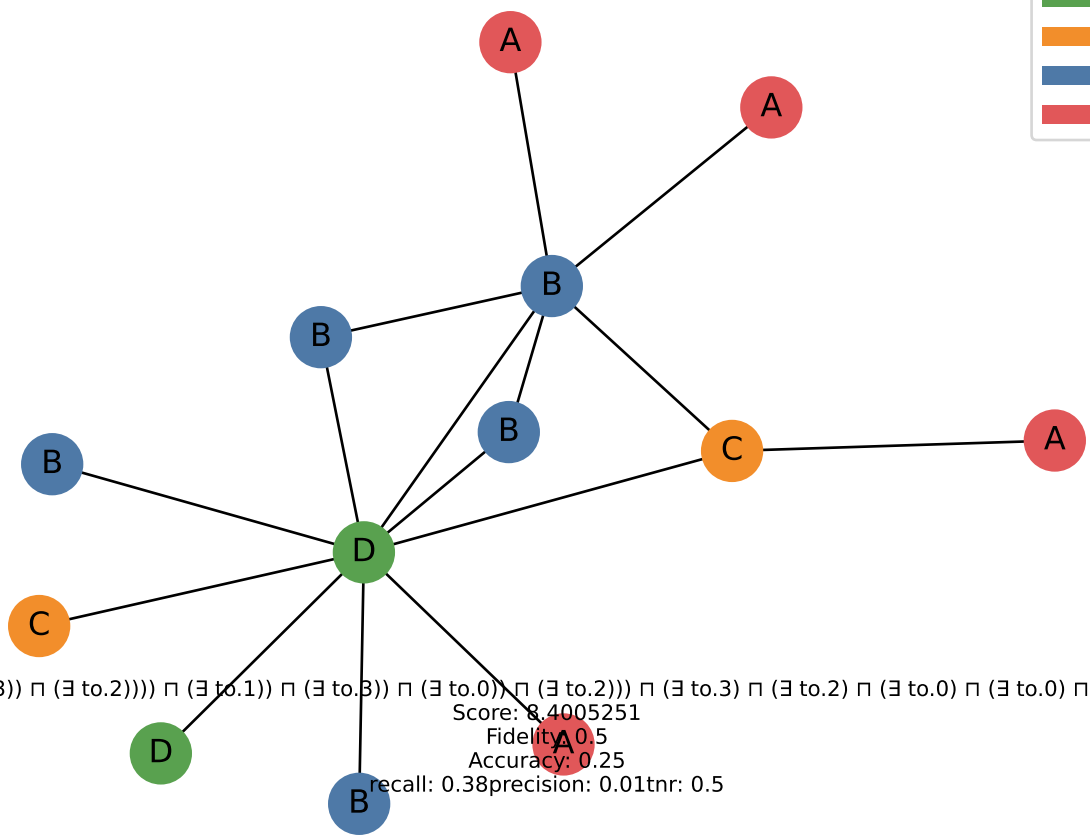 A
A
B
B
B
C
A
B
D
C
3)) ⊓ (∃ to.2)))) ⊓ (∃ to.1)) ⊓ (∃ to.3)) ⊓ (∃ to.0)) ⊓ (∃ to.2))) ⊓ (∃ to.3) ⊓ (∃ to.2) ⊓ (∃ to.0) ⊓ (∃ to.0) ⊓
Score: 8.4005251
Fidelity: 0.5
A
D
Accuracy: 0.25
recall: 0.38precision: 0.01tnr: 0.5
B